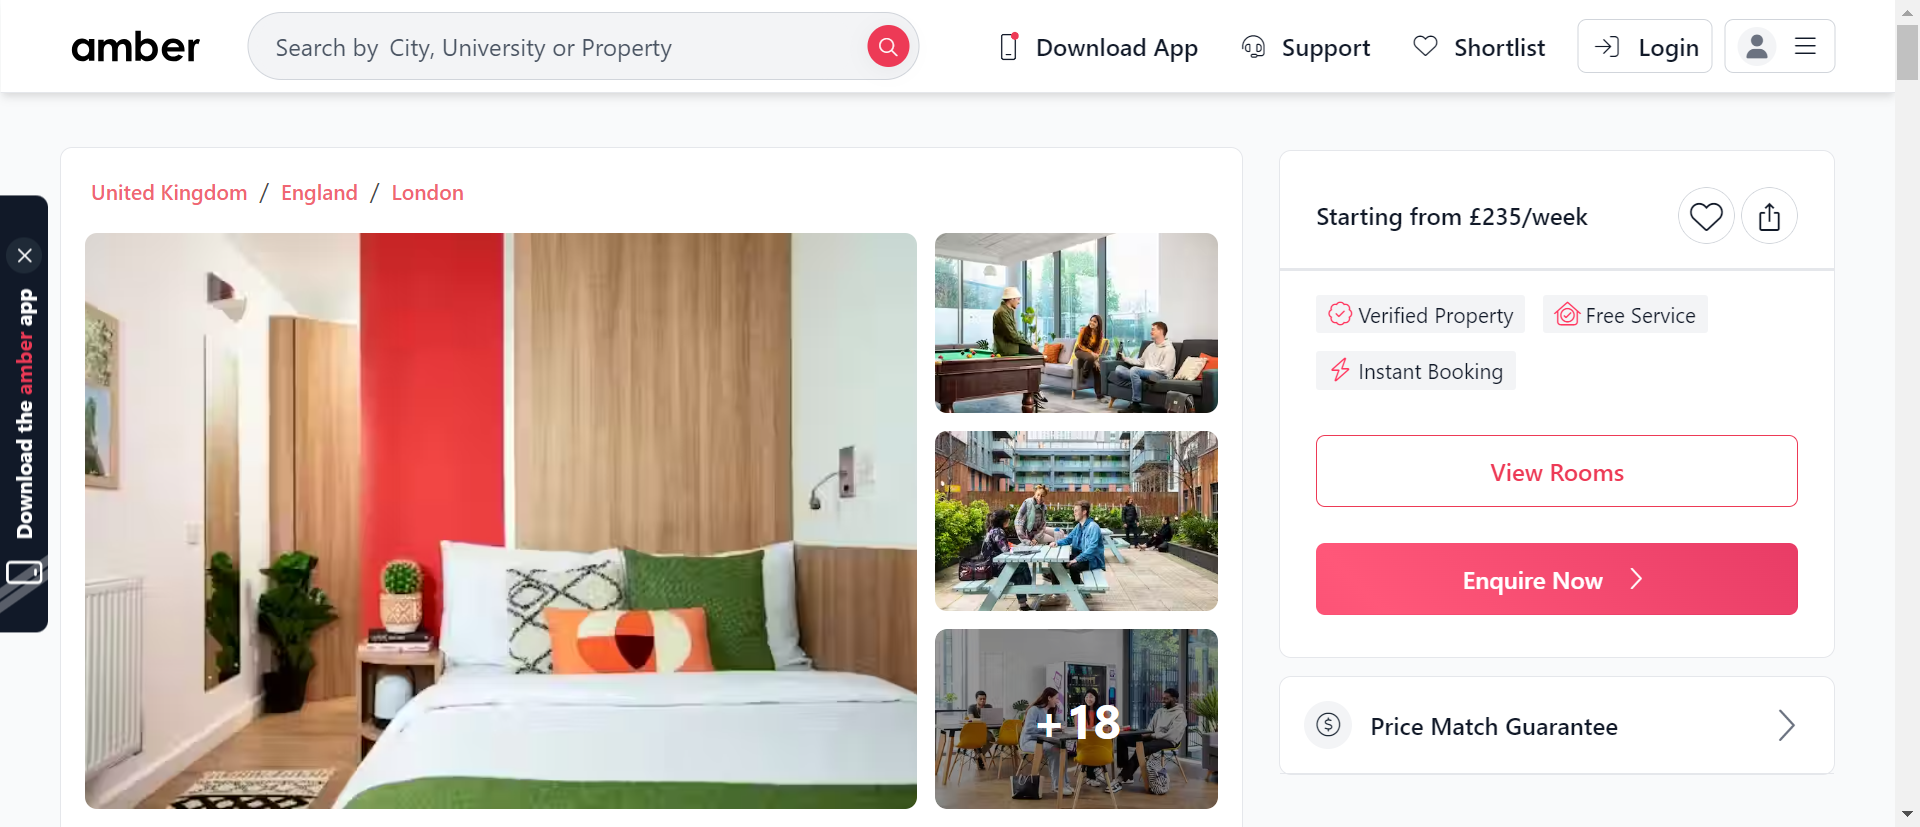 amber
Search by City, University or Property
Download App
Support
Shortlist
Login
United Kingdom / England / London
Download the amber app
+18
Starting from £235/week
Verified Property
Free Service
Instant Booking
View Rooms
Enquire Now
Price Match Guarantee